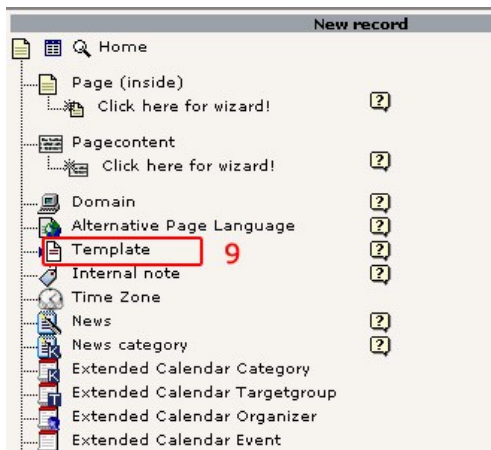 New record
Home
Page (inside)
Click here for wizard!
Pagecontent
Click here for wizard!
Domain
Alternative Page Language
Template 9
Internal note
Time Zone
News
News category
Extended Calendar Category
Extended Calendar Targetgroup
Extended Calendar Organizer
Extended Calendar Event